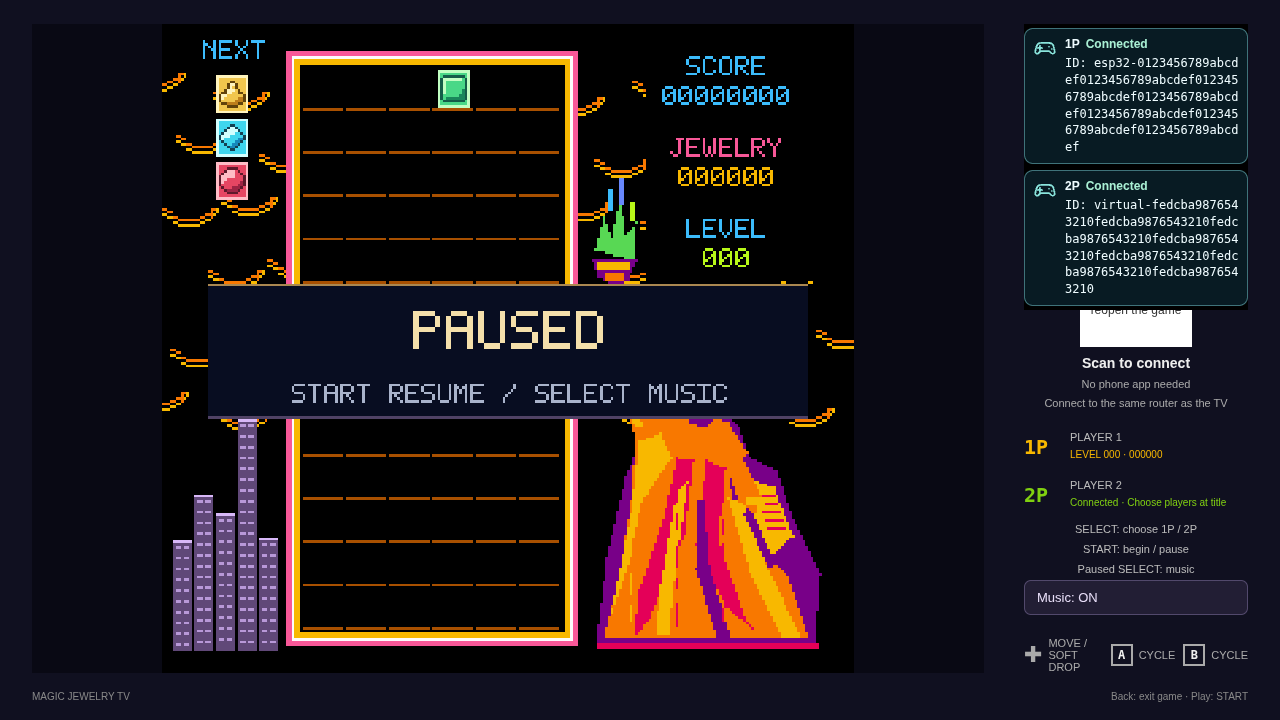 NEXT
SCORE
00000000
JEWELRY
000000
LEVEL
000
PAUSED
START RESUME / SELECT MUSIC
1P Connected
ID: esp32-0123456789abcd
ef0123456789abcdef012345
6789abcdef0123456789abcd
ef0123456789abcdef012345
6789abcdef0123456789abcd
ef
2P Connected
ID: virtual-fedcba987654
3210fedcba9876543210fedc
ba9876543210fedcba987654
3210fedcba9876543210fedc
ba9876543210fedcba987654
3210
reopen the game
Scan to connect
No phone app needed
Connect to the same router as the TV
1P PLAYER 1
LEVEL 000 · 000000
2P PLAYER 2
Connected · Choose players at title
SELECT: choose 1P / 2P
START: begin / pause
Paused SELECT: music
Music: ON
MOVE /
SOFT
DROP
A CYCLE B CYCLE
MAGIC JEWELRY TV
Back: exit game · Play: START